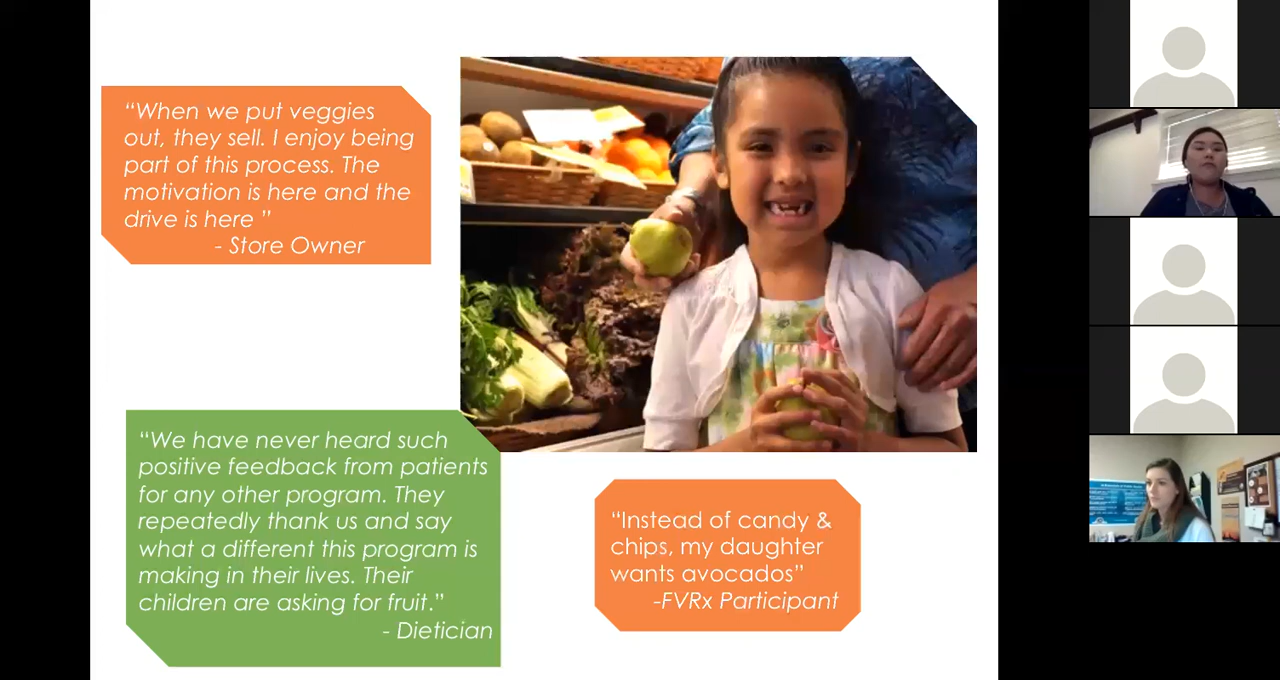 “When we put veggies
out, they sell. I enjoy being
part of this process. The
motivation is here and the
drive is here ”
- Store Owner
“We have never heard such
positive feedback from patients
for any other program. They
repeatedly thank us and say
what a different this program is
making in their lives. Their
children are asking for fruit.”
- Dietician
“Instead of candy &
chips, my daughter
wants avocados”
-FVRx Participant